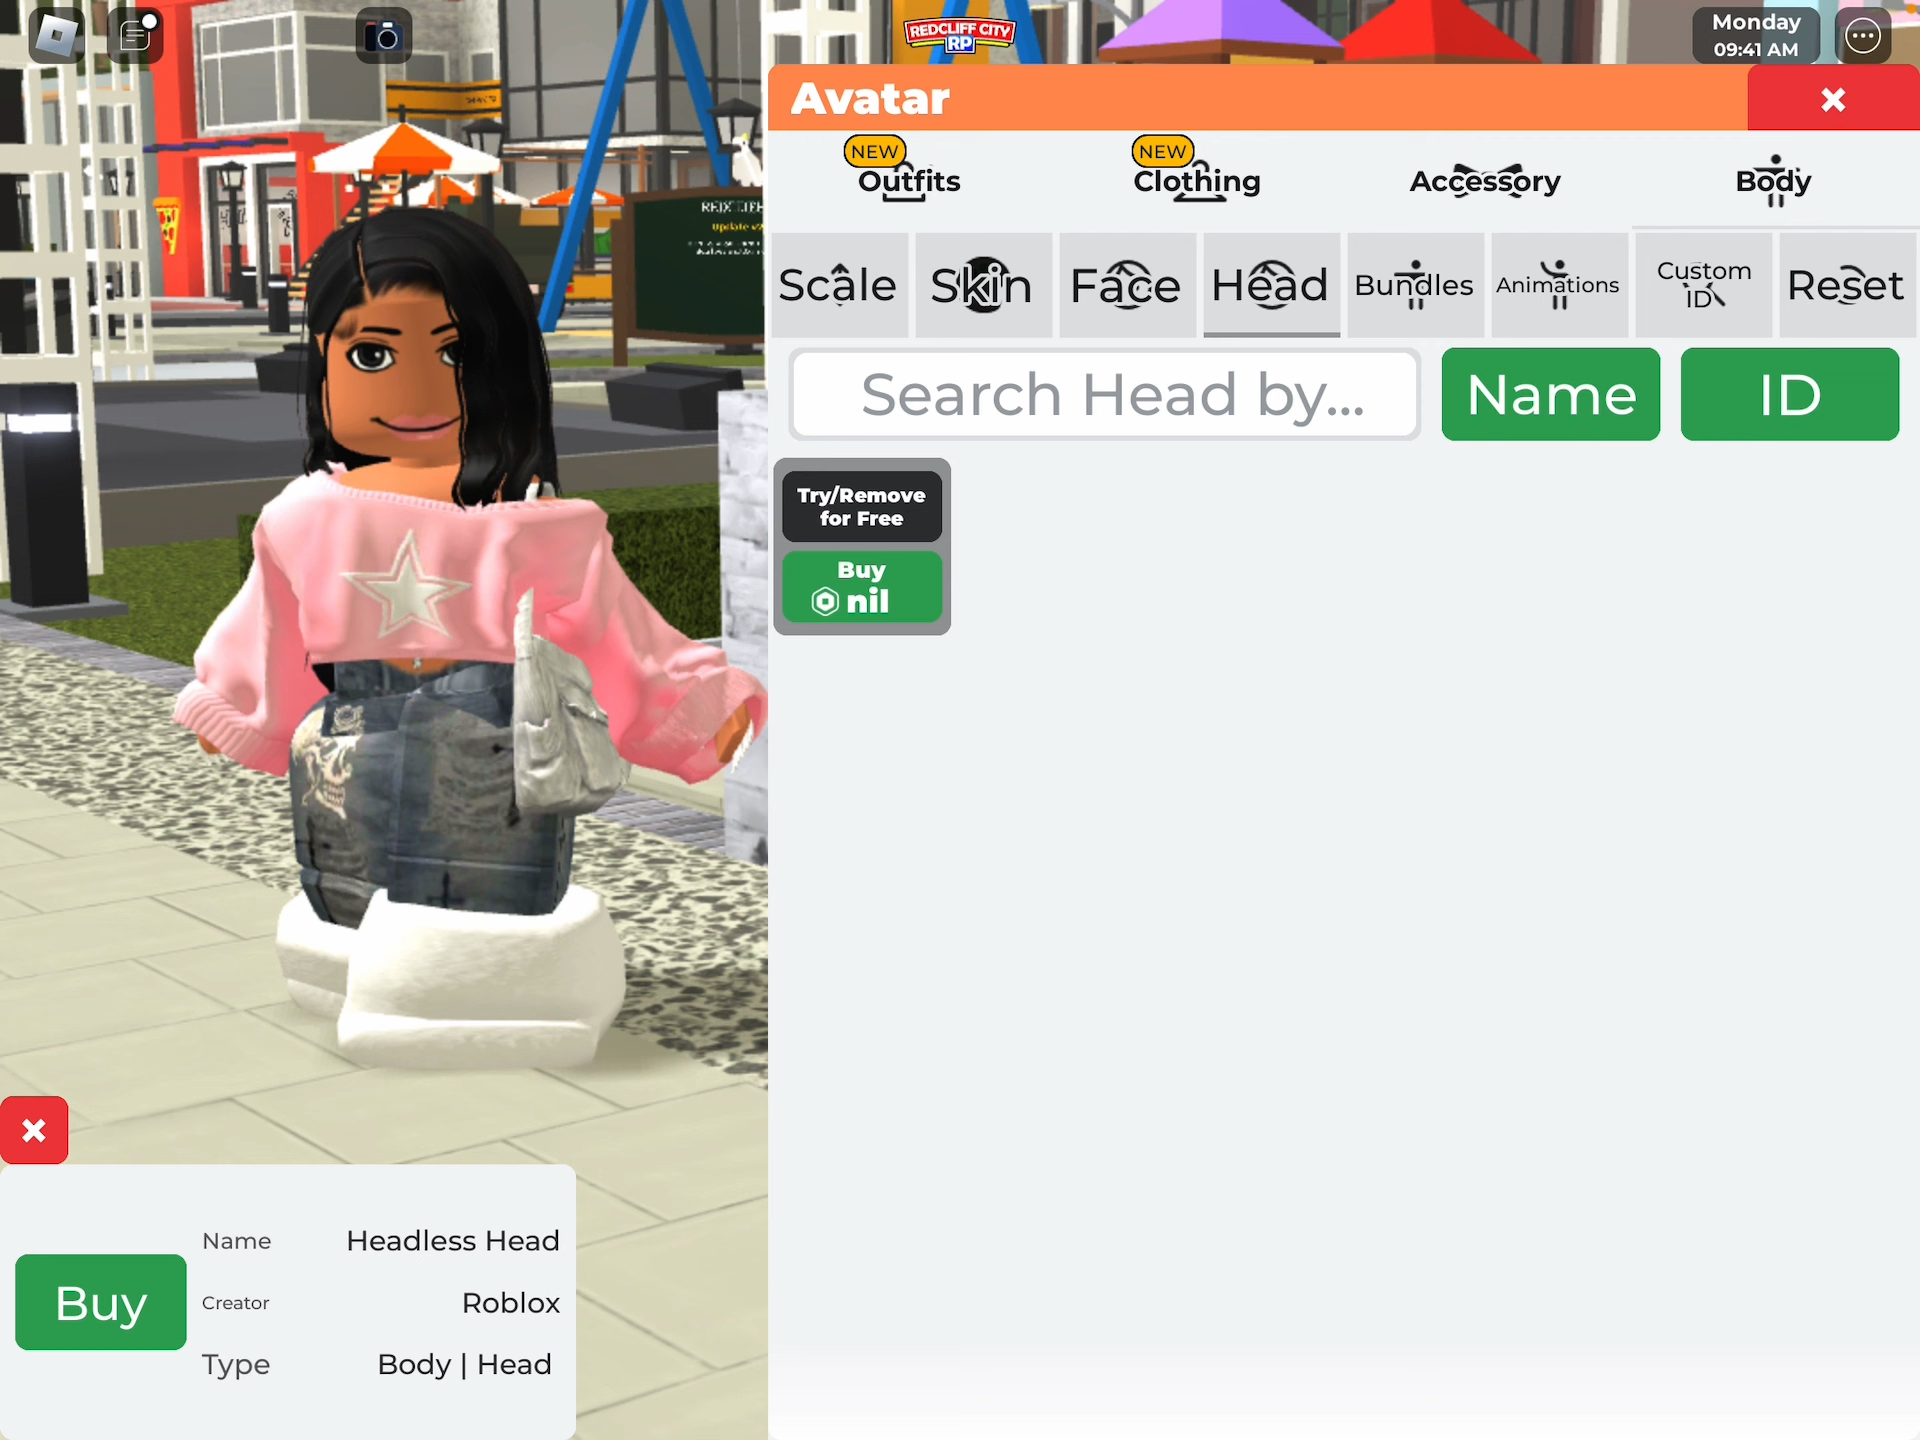 REDCLIFF CITY
RP
Monday
09:41 AM
Avatar
NEW
Outfits
NEW
Clothing
Accessory
Body
Scale
Skin
Face
Head
Bundles
Animations
Custom
ID
Reset
Search Head by...
Name
ID
Try/Remove
for Free
Buy
nil
Update
Buy
Name
Headless Head
Creator
Roblox
Type
Body | Head